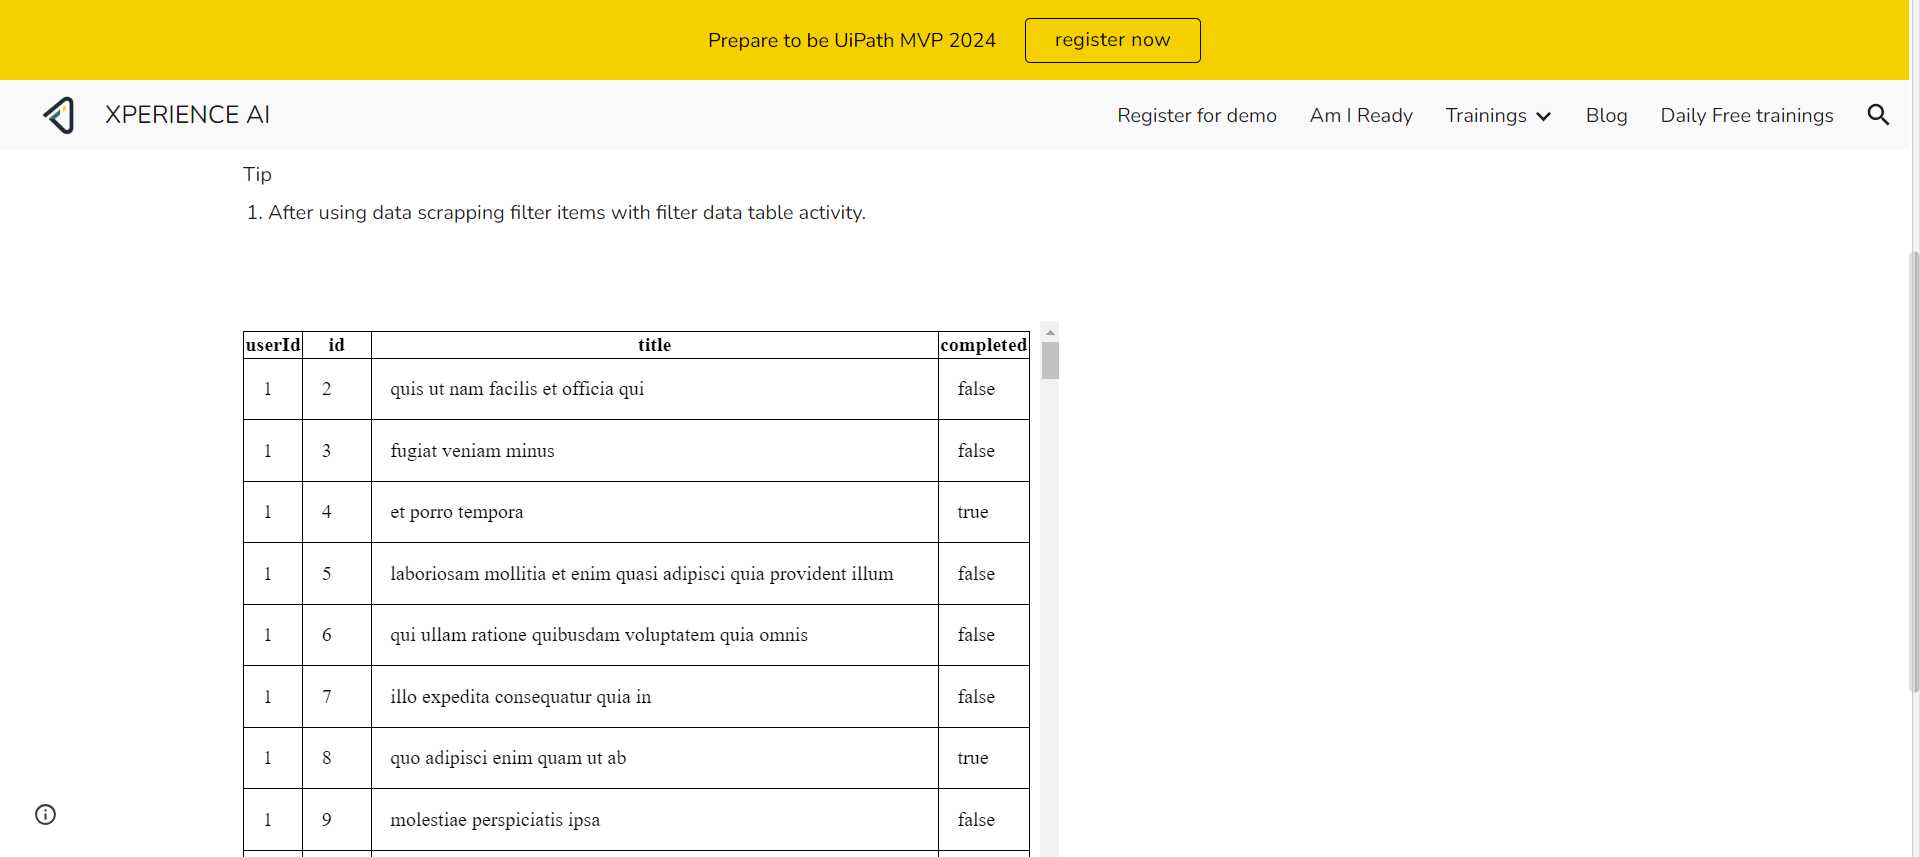 Prepare to be UiPath MVP 2024 register now
XPERIENCE AI Register for demo Am I Ready Trainings Blog Daily Free trainings
Tip
1. After using data scrapping filter items with filter data table activity.
userId id title completed
1 2 quis ut nam facilis et officia qui false
1 3 fugiat veniam minus false
1 4 et porro tempora true
1 5 laboriosam mollitia et enim quasi adipisci quia provident illum false
1 6 qui ullam ratione quibusdam voluptatem quia omnis false
1 7 illo expedita consequatur quia in false
1 8 quo adipisci enim quam ut ab true
1 9 molestiae perspiciatis ipsa false